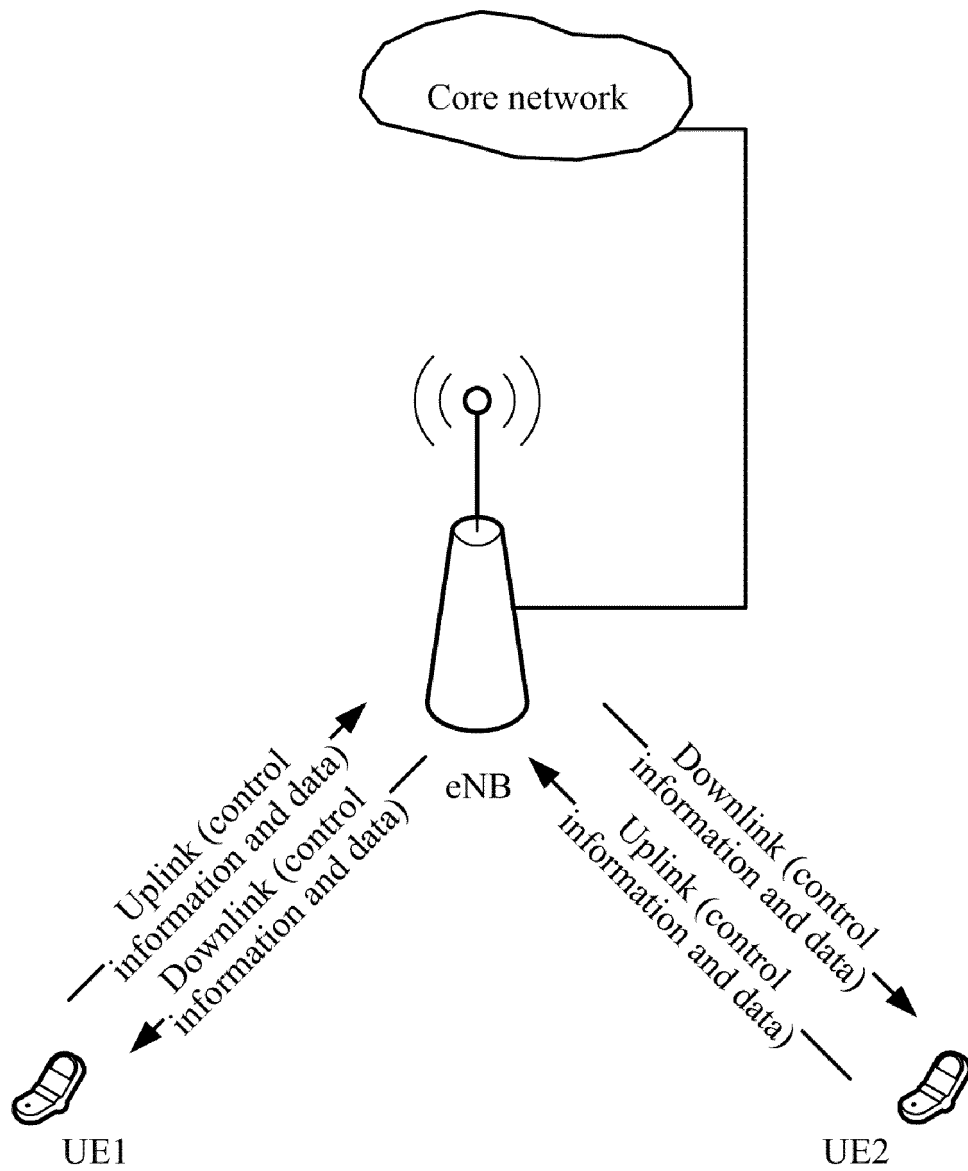 Core network
eNB
Uplink (control
information and data)
Downlink (control
information and data)
Downlink (control
information and data)
Uplink (control
information and data)
UE1
UE2